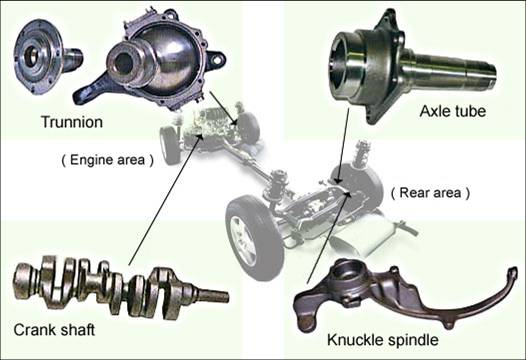 Trunnion
Axle tube
( Engine area )
( Rear area )
Crank shaft
Knuckle spindle